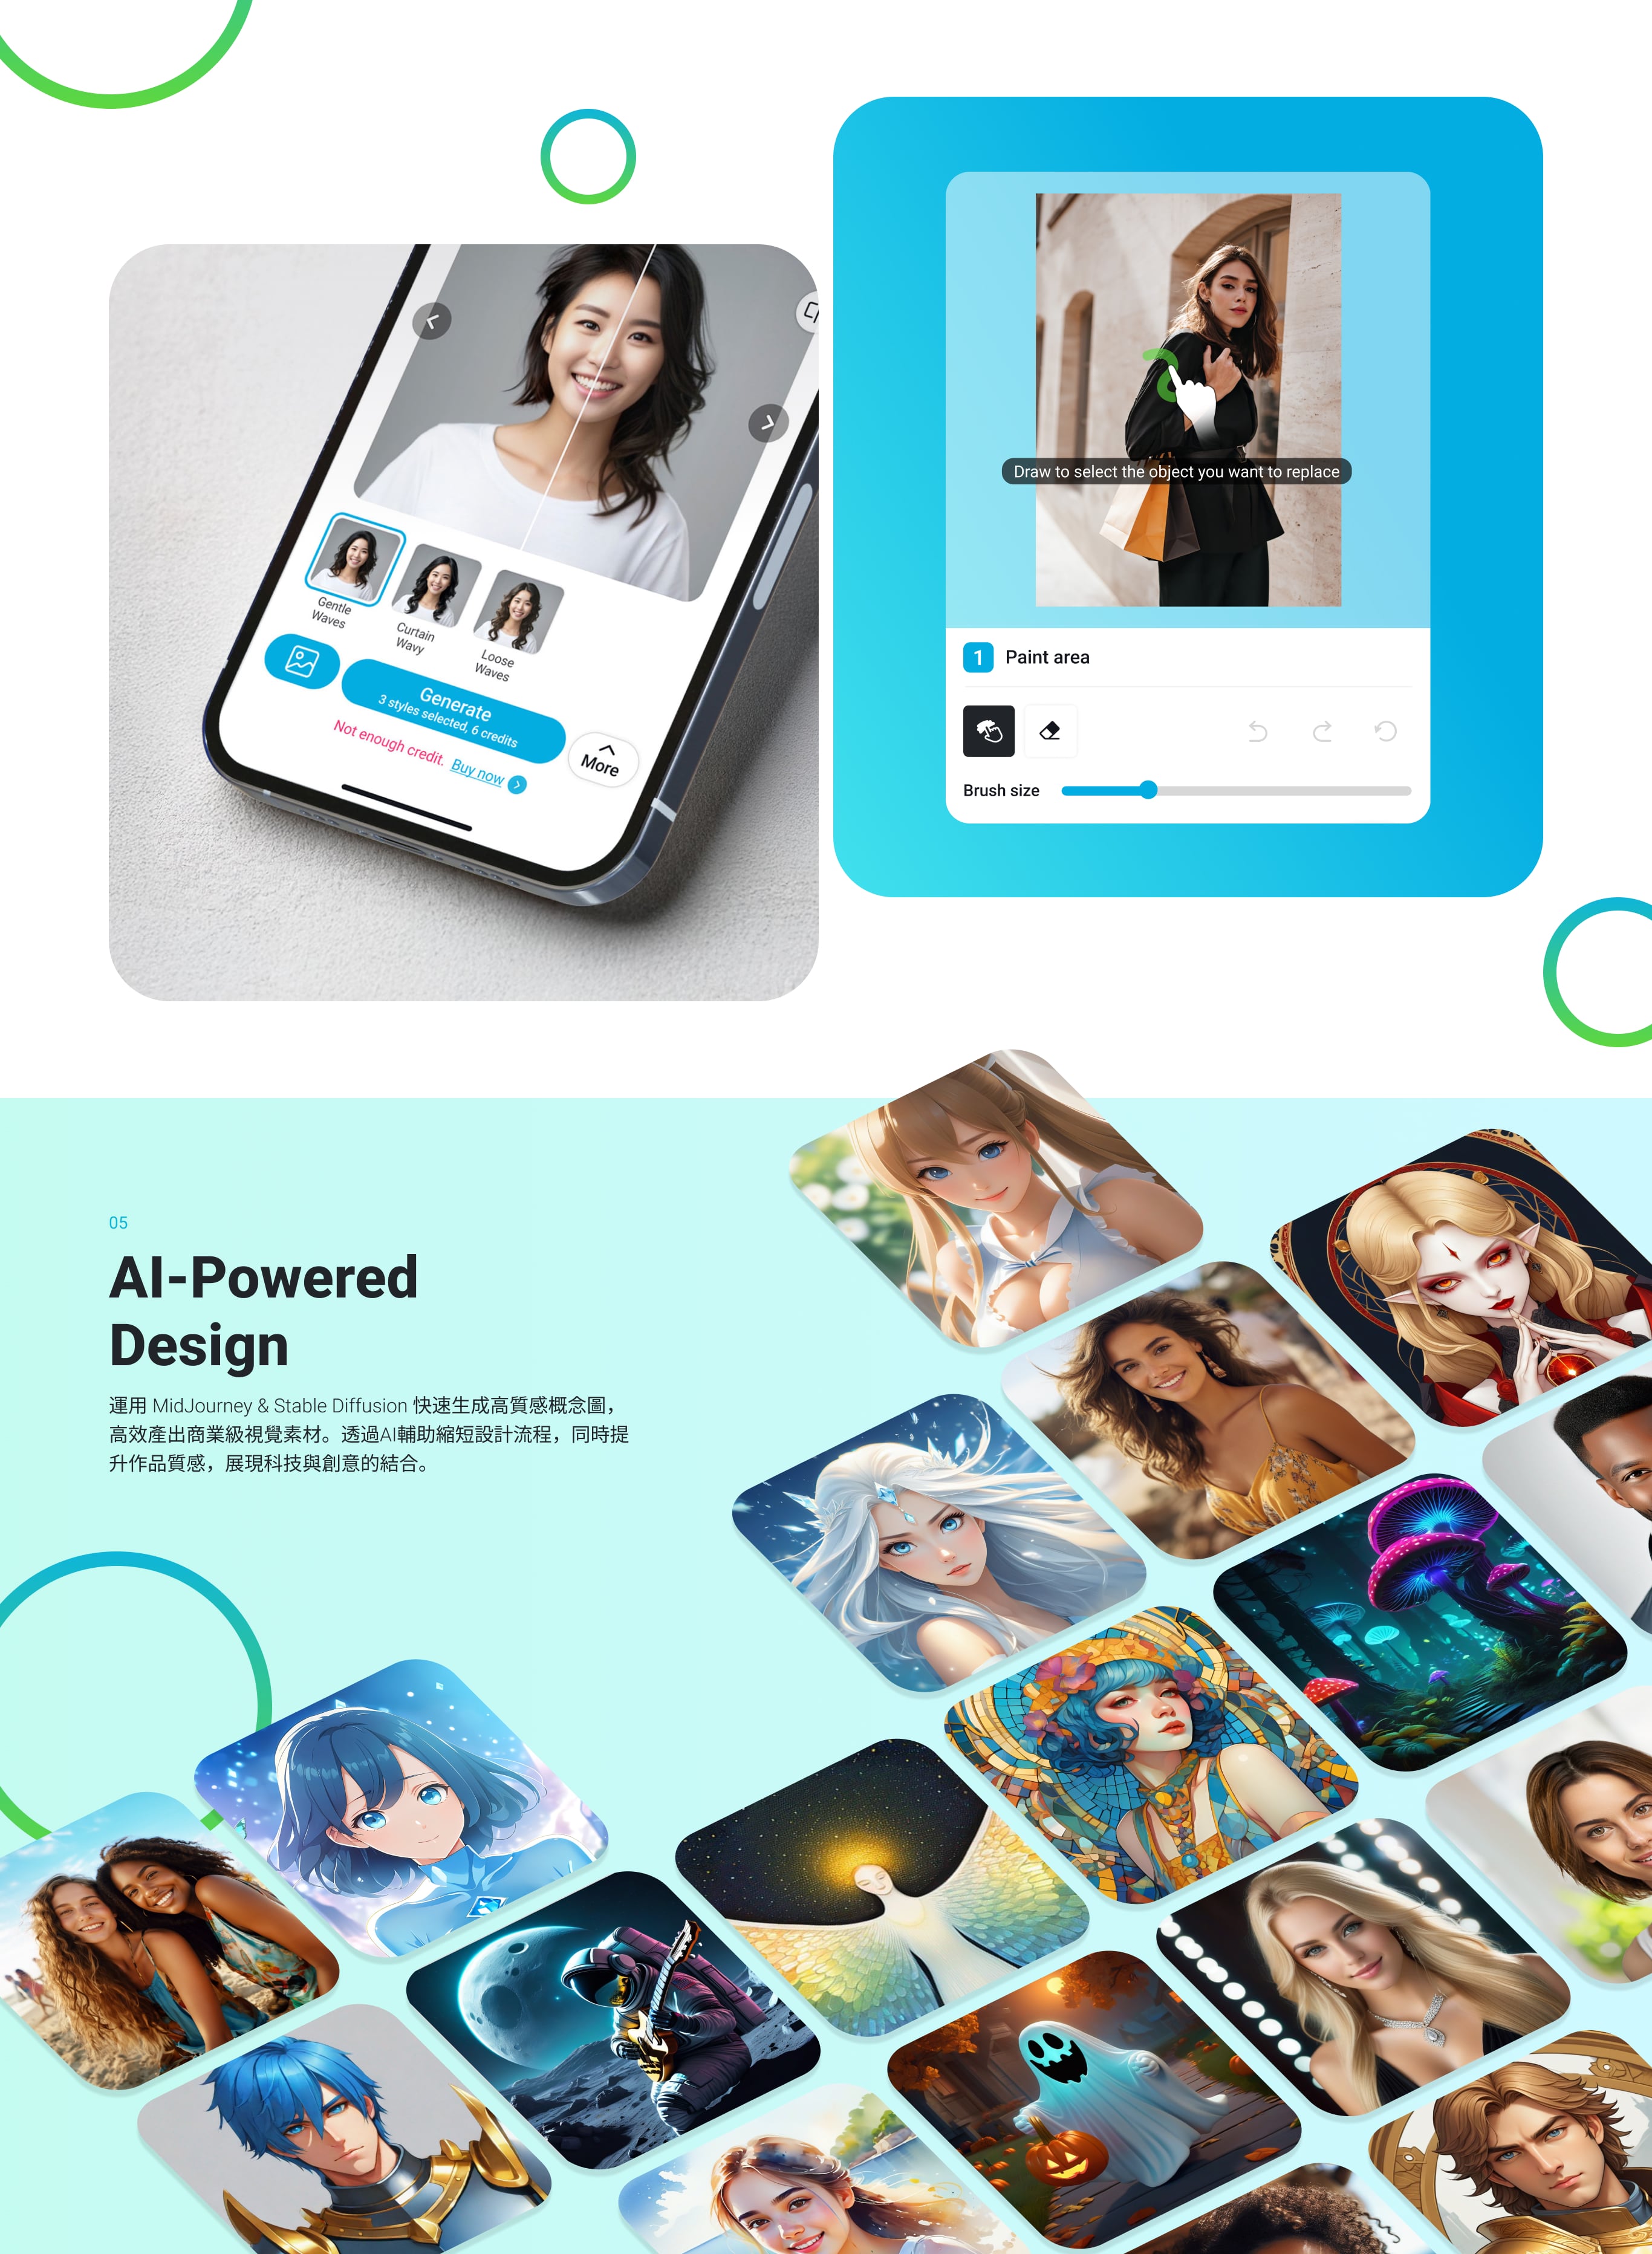 Gentle
Waves
Curtain
Wavy
Loose
Waves
Generate
3 styles selected, 6 credits
Not enough credit. Buy now
More
Draw to select the object you want to replace
1 Paint area
Brush size
05
AI-Powered
Design
運用 MidJourney & Stable Diffusion 快速生成高質感概念圖，
高效產出商業級視覺素材。透過AI輔助縮短設計流程，同時提
升作品質感，展現科技與創意的結合。